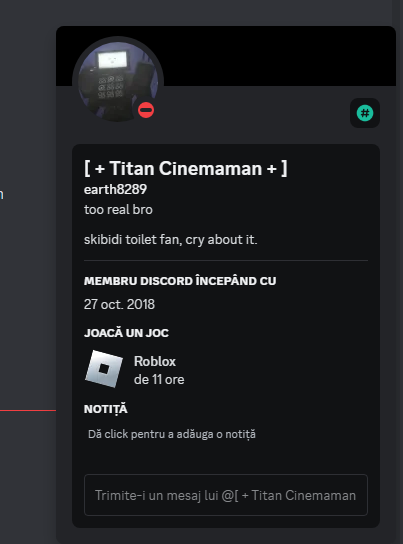 [ + Titan Cinemaman + ]
earth8289
too real bro
skibidi toilet fan, cry about it.
MEMBRU DISCORD ÎNCEPÂND CU
27 oct. 2018
JOACĂ UN JOC
Roblox
de 11 ore
NOTIȚĂ
Dă click pentru a adăuga o notiță
Trimite-i un mesaj lui @[ + Titan Cinemaman